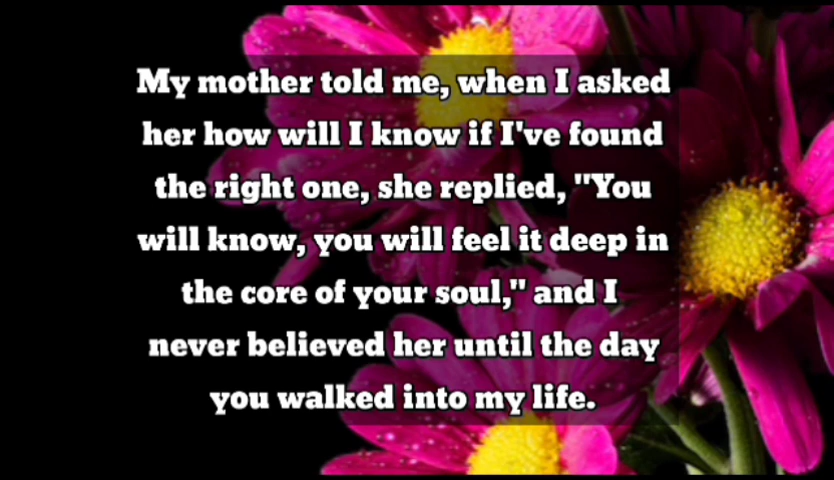 My mother told me, when I asked
her how will I know if I've found
the right one, she replied, "You
will know, you will feel it deep in
the core of your soul," and I
never believed her until the day
you walked into my life.